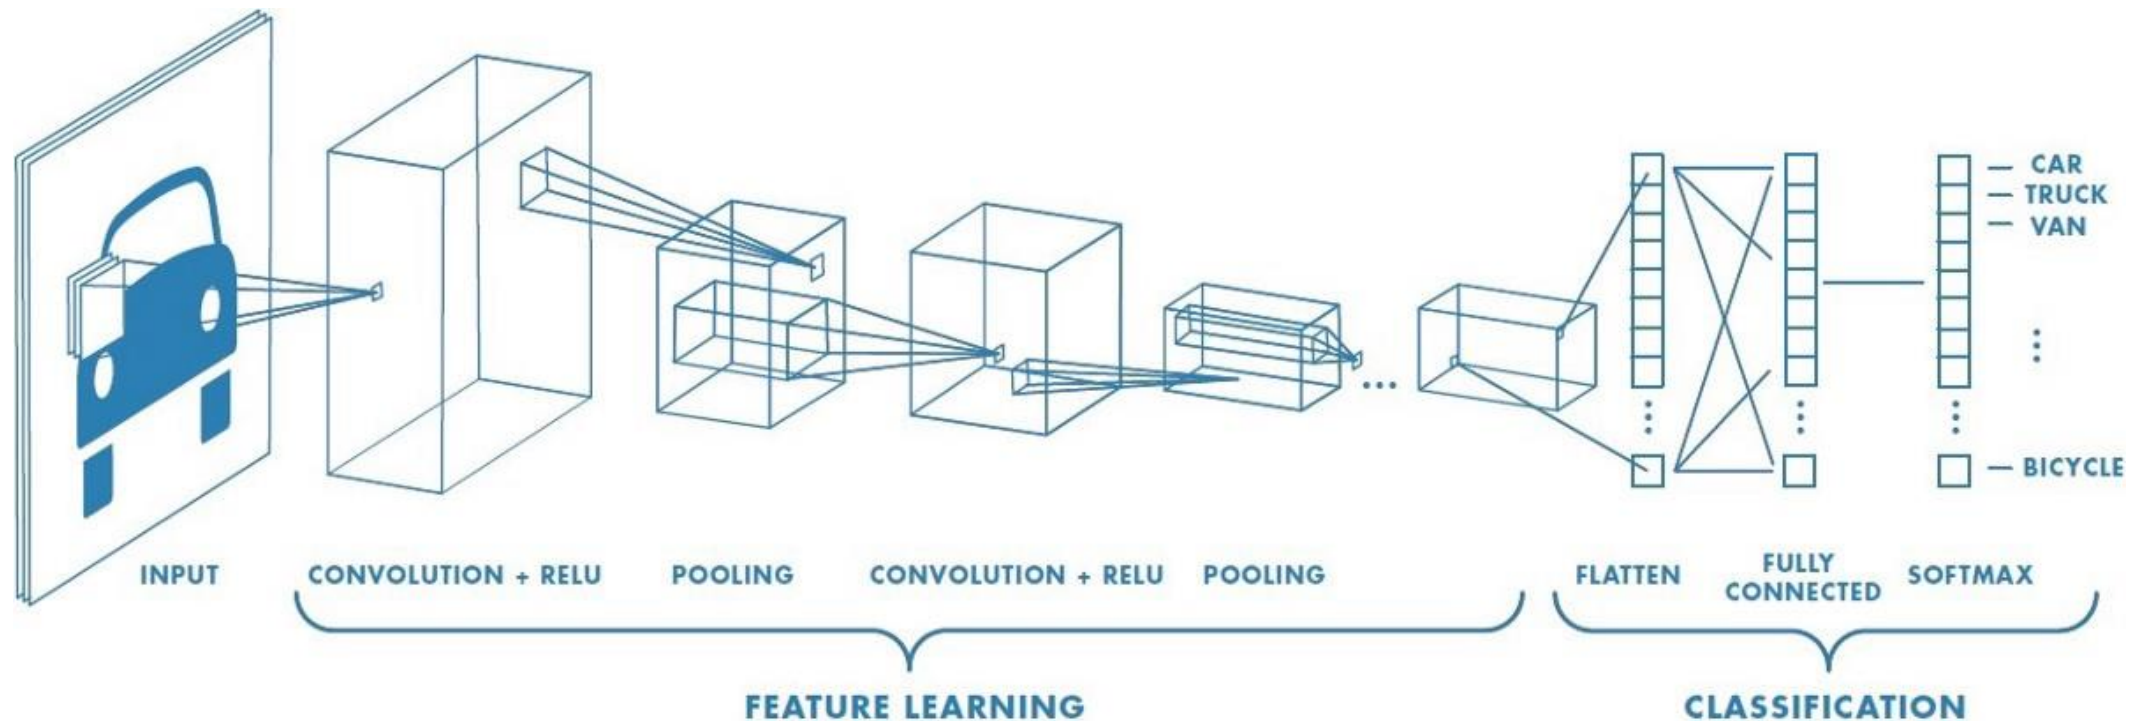 CAR
TRUCK
VAN
BICYCLE
INPUT
CONVOLUTION + RELU
POOLING
CONVOLUTION + RELU
POOLING
FLATTEN
FULLY
CONNECTED
SOFTMAX
FEATURE LEARNING
CLASSIFICATION